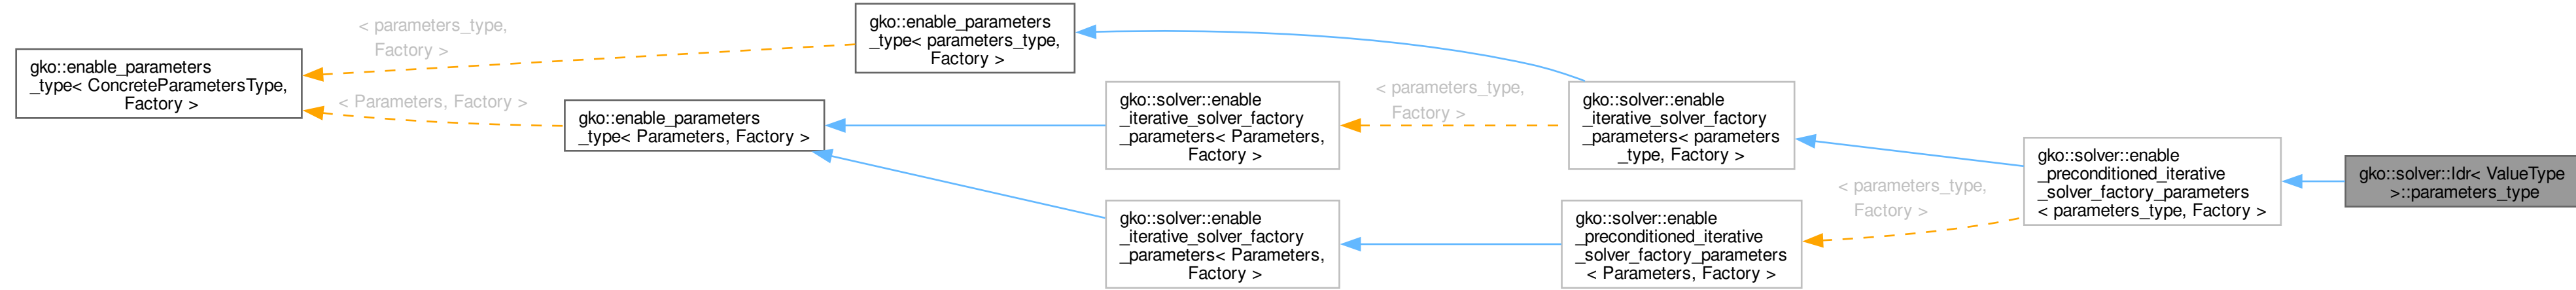 gko::enable_parameters
_type< ConcreteParametersType,
Factory >
< parameters_type,
Factory >
< Parameters, Factory >
gko::enable_parameters
_type< Parameters, Factory >
gko::enable_parameters
_type< parameters_type,
Factory >
gko::solver::enable
_iterative_solver_factory
_parameters< Parameters,
Factory >
gko::solver::enable
_iterative_solver_factory
_parameters< Parameters,
Factory >
< parameters_type,
Factory >
gko::solver::enable
_iterative_solver_factory
_parameters< parameters
_type, Factory >
gko::solver::enable
_preconditioned_iterative
_solver_factory_parameters
< Parameters, Factory >
< parameters_type,
Factory >
gko::solver::enable
_preconditioned_iterative
_solver_factory_parameters
< parameters_type, Factory >
gko::solver::Idr< ValueType
>::parameters_type